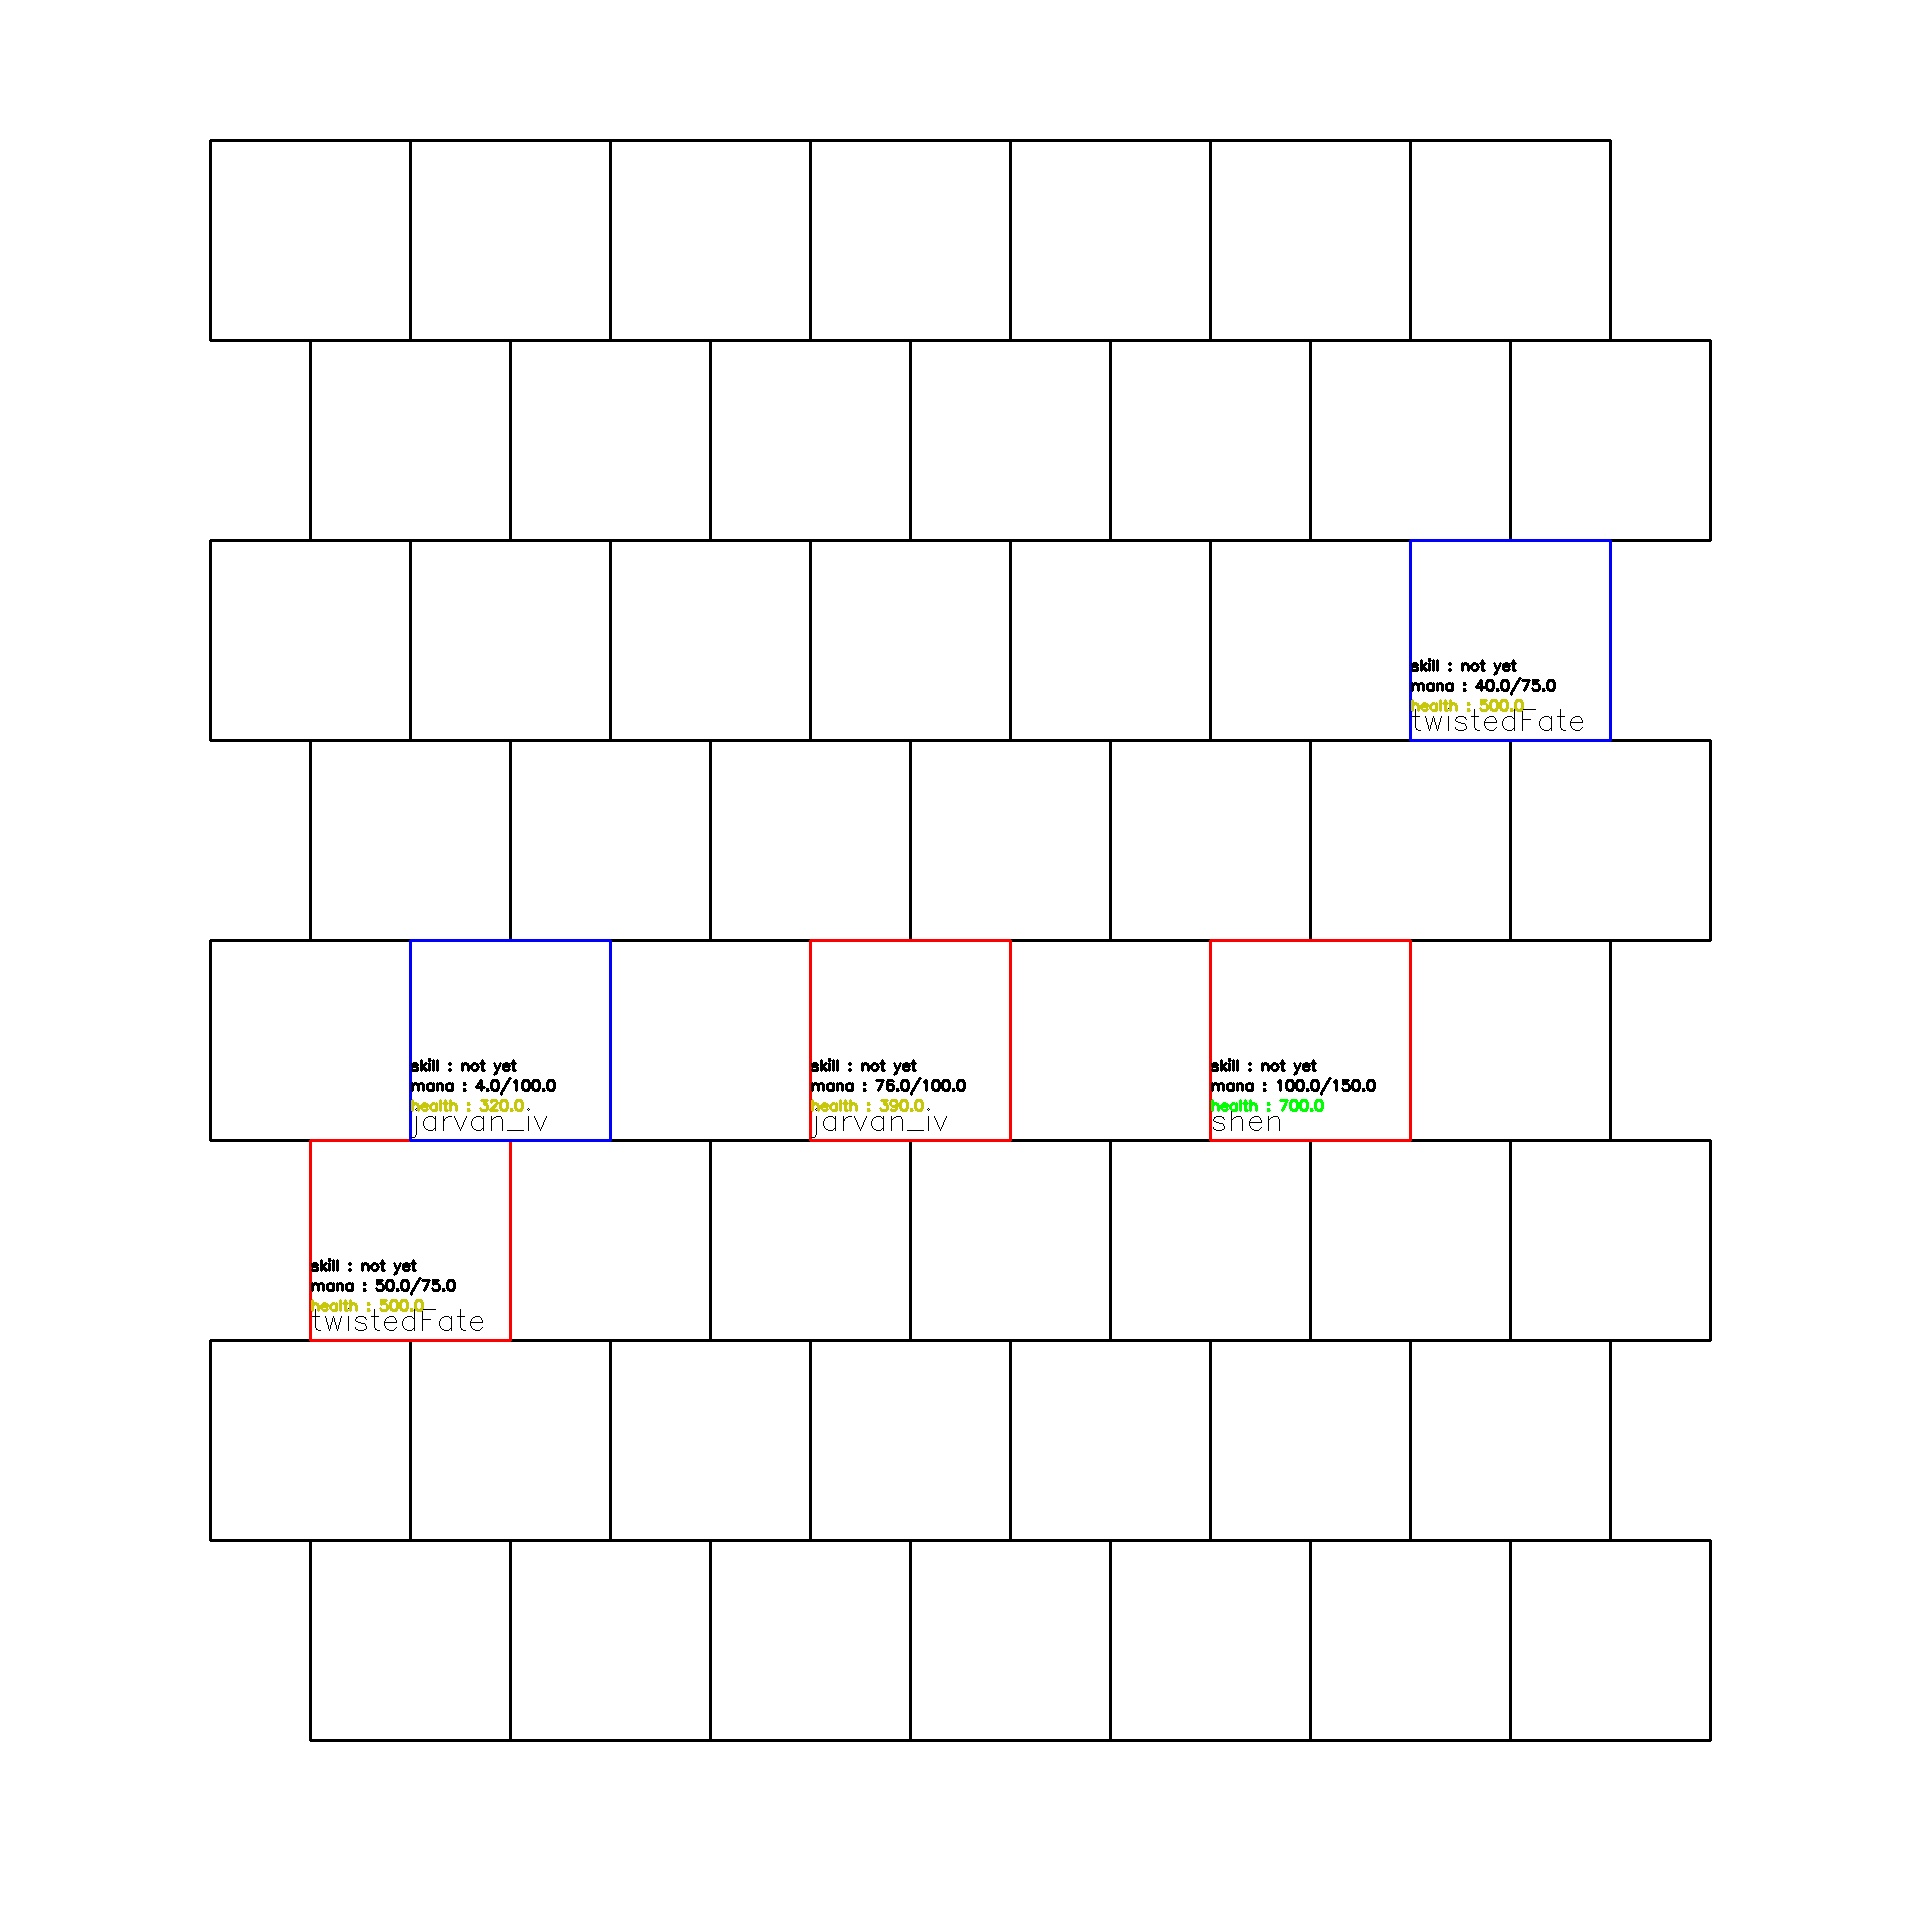 skill : not yet
mana : 40.0/75.0
health : 500.0
twistedFate
skill : not yet
mana : 4.0/100.0
health : 320.0
jarvan_iv
skill : not yet
mana : 76.0/100.0
health : 390.0
jarvan_iv
skill : not yet
mana : 100.0/150.0
health : 700.0
shen
skill : not yet
mana : 50.0/75.0
health : 500.0
twistedFate